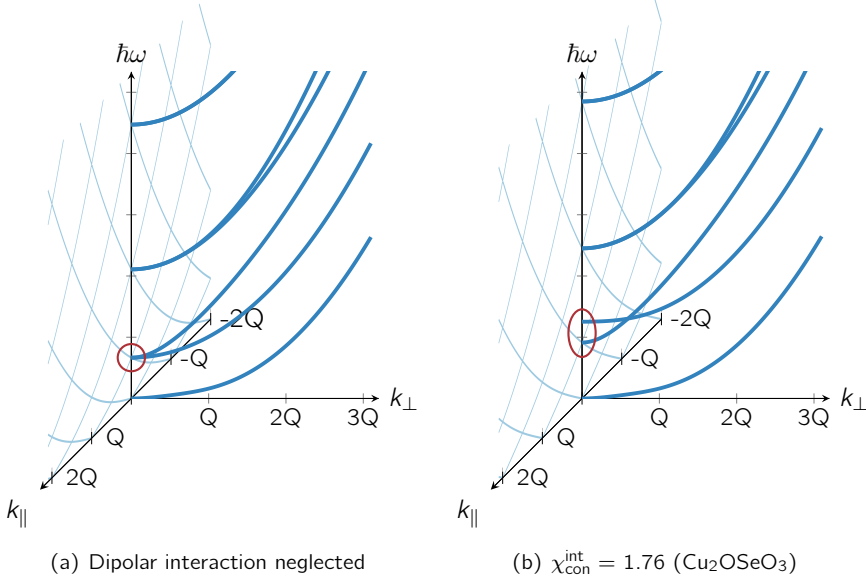 ħω
-2Q
-Q
k⊥
Q
2Q
3Q
Q
2Q
k∥
(a) Dipolar interaction neglected
ħω
-2Q
-Q
k⊥
Q
2Q
3Q
Q
2Q
k∥
(b) χ^int_con = 1.76 (Cu₂OSeO₃)